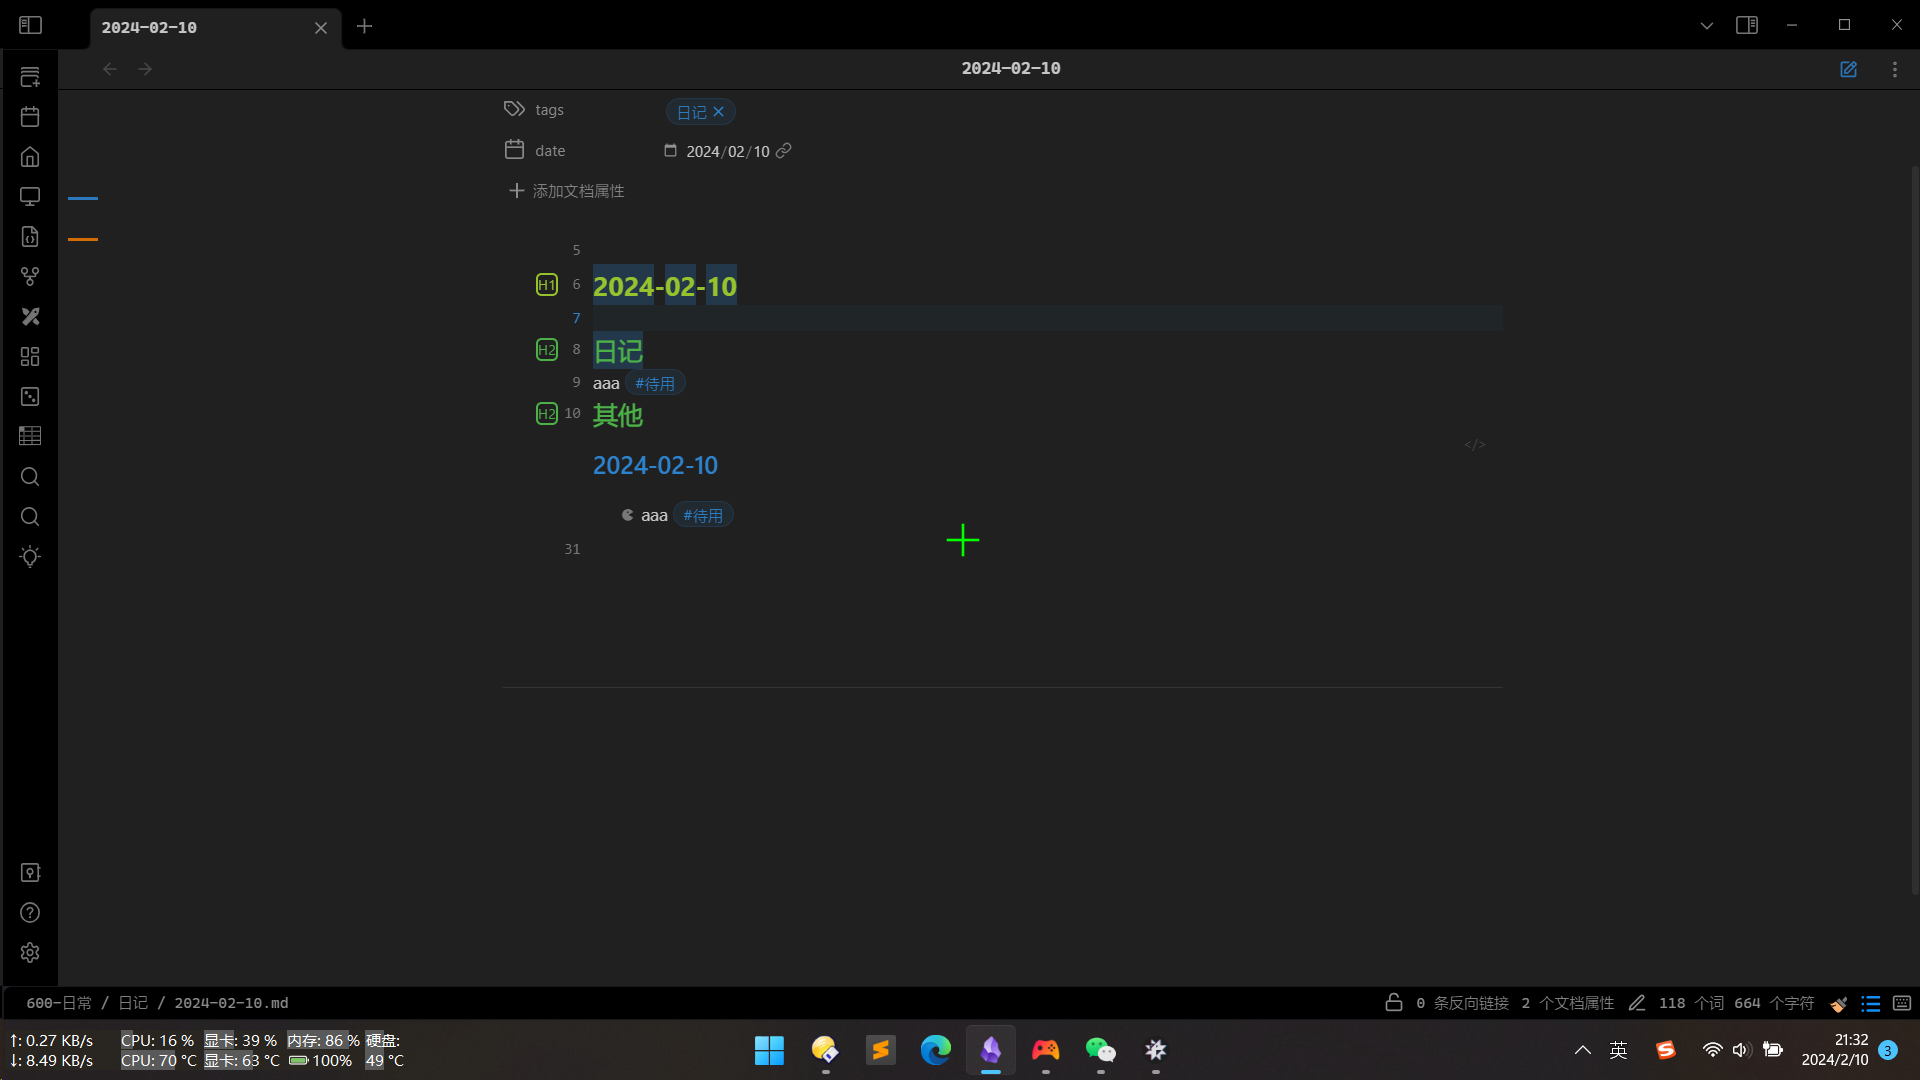 2024-02-10
2024-02-10
tags 日记
date 2024/02/10
添加文档属性
5
H1 6 2024-02-10
7
H2 8 日记
9 aaa #待用
H2 10 其他
</>
2024-02-10
aaa #待用
31
600-日常 / 日记 / 2024-02-10.md
0 条反向链接 2 个文档属性 118 个词 664 个字符
↑: 0.27 KB/s CPU: 16 % 显卡: 39 % 内存: 86 % 硬盘:
↓: 8.49 KB/s CPU: 70 °C 显卡: 63 °C 100% 49 °C
英
21:32
2024/2/10
3